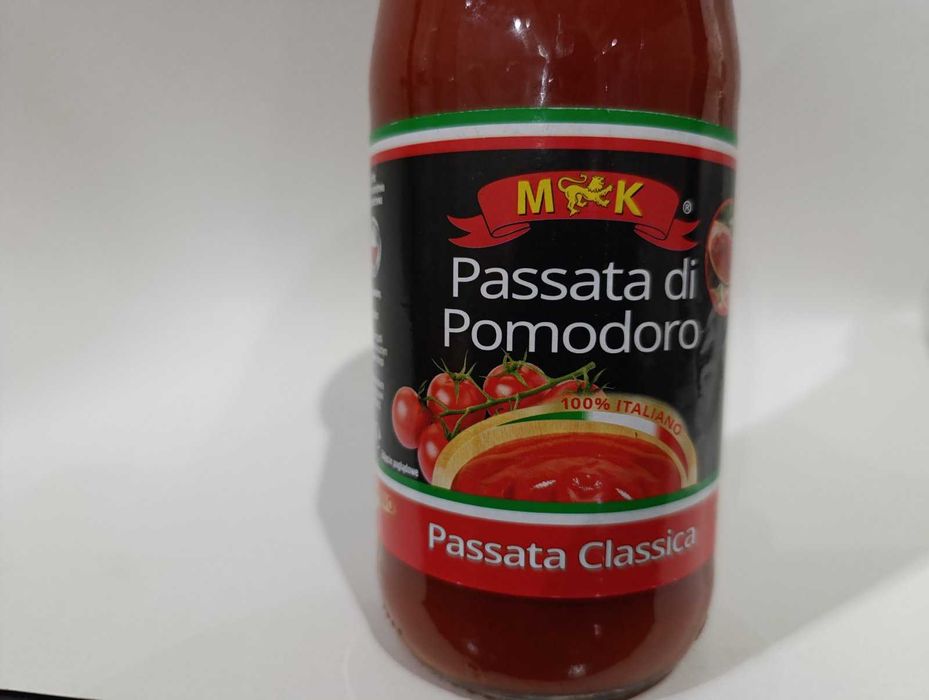 M K ®
Passata di
Pomodoro
100% ITALIANO
Passata Classica